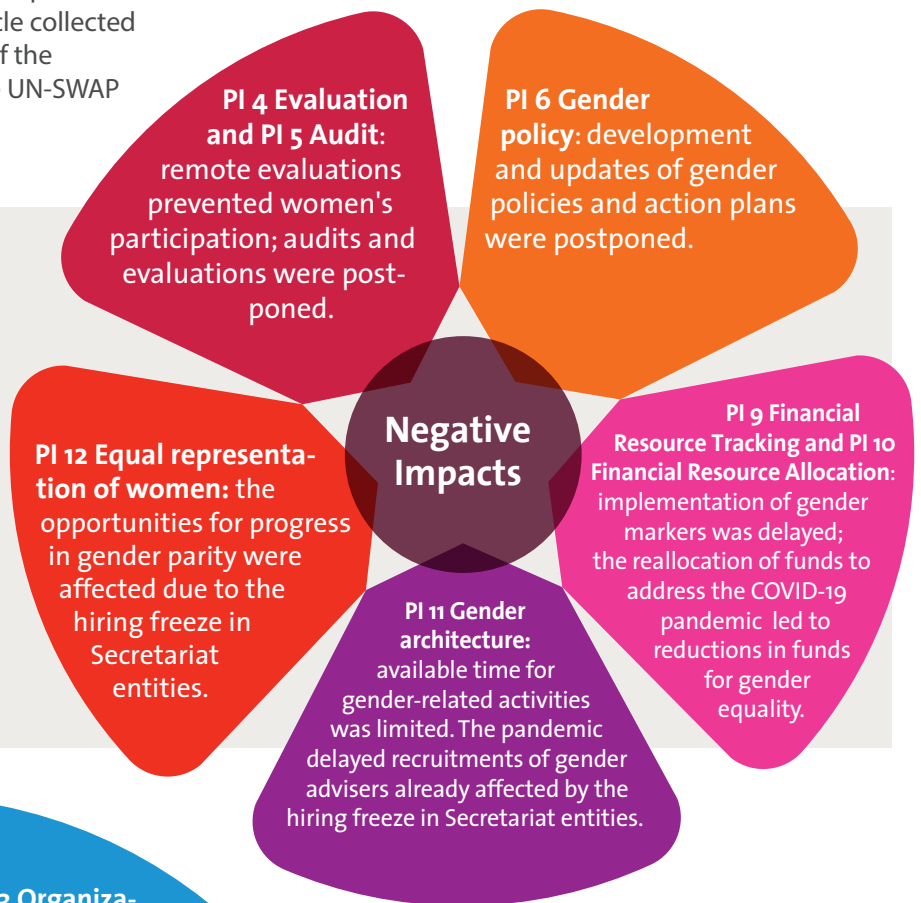 cle collected
f the
UN-SWAP
PI 4 Evaluation
and PI 5 Audit:
remote evaluations
prevented women's
participation; audits and
evaluations were post-
poned.
PI 6 Gender
policy: development
and updates of gender
policies and action plans
were postponed.
Negative
Impacts
PI 12 Equal representa-
tion of women: the
opportunities for progress
in gender parity were
affected due to the
hiring freeze in
Secretariat
entities.
PI 9 Financial
Resource Tracking and PI 10
Financial Resource Allocation:
implementation of gender
markers was delayed;
the reallocation of funds to
address the COVID-19
pandemic led to
reductions in funds
for gender
equality.
PI 11 Gender
architecture:
available time for
gender-related activities
was limited. The pandemic
delayed recruitments of gender
advisers already affected by the
hiring freeze in Secretariat entities.
Organiza-